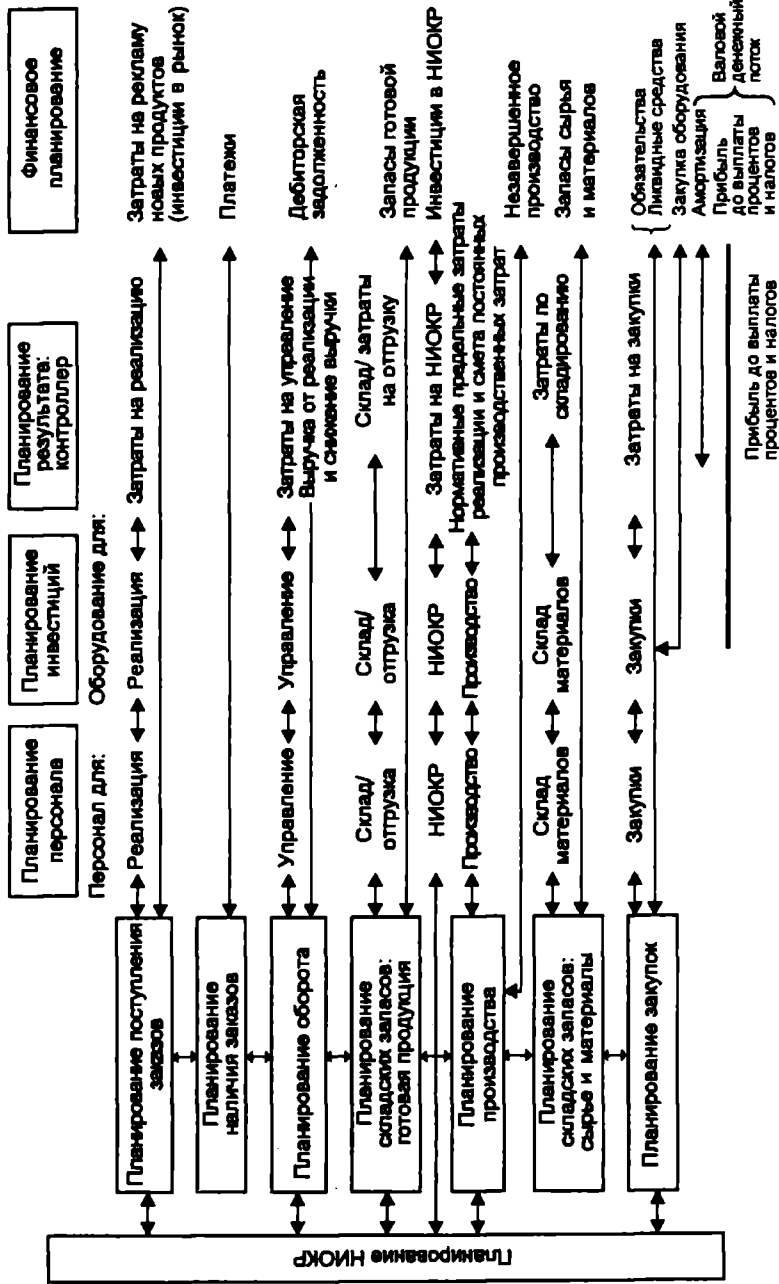 Планирование
персонала
Планирование
инвестиций
Планирование
результата:
контроллер
Финансовое
планирование
Персонал для:
Оборудование для:
Планирование НИОКР
Планирование поступления
заказов
Реализация
Реализация
Затраты на реализацию
Затраты на рекламу
новых продуктов
(инвестиции в рынок)
Планирование
наличия заказов
Платежи
Планирование оборота
Управление
Управление
Затраты на управление
Выручка от реализации
и снижение выручки
Дебиторская
задолженность
Планирование
складских запасов:
готовая продукция
Склад/
отгрузка
Склад/
отгрузка
Склад/ затраты
на отгрузку
Запасы готовой
продукции
НИОКР
НИОКР
Затраты на НИОКР
Инвестиции в НИОКР
Планирование
производства
Производство
Производство
Нормативные предельные затраты
реализации и смета постоянных
производственных затрат
Незавершенное
производство
Планирование
складских запасов:
сырье и материалы
Склад
материалов
Склад
материалов
Затраты по
складированию
Запасы сырья
и материалов
Планирование закупок
Закупки
Закупки
Затраты на закупки
Обязательства
Ликвидные средства
Закупка оборудования
Амортизация
Прибыль
до выплаты
процентов
и налогов
Валовой
денежный
поток
Прибыль до выплаты
процентов и налогов